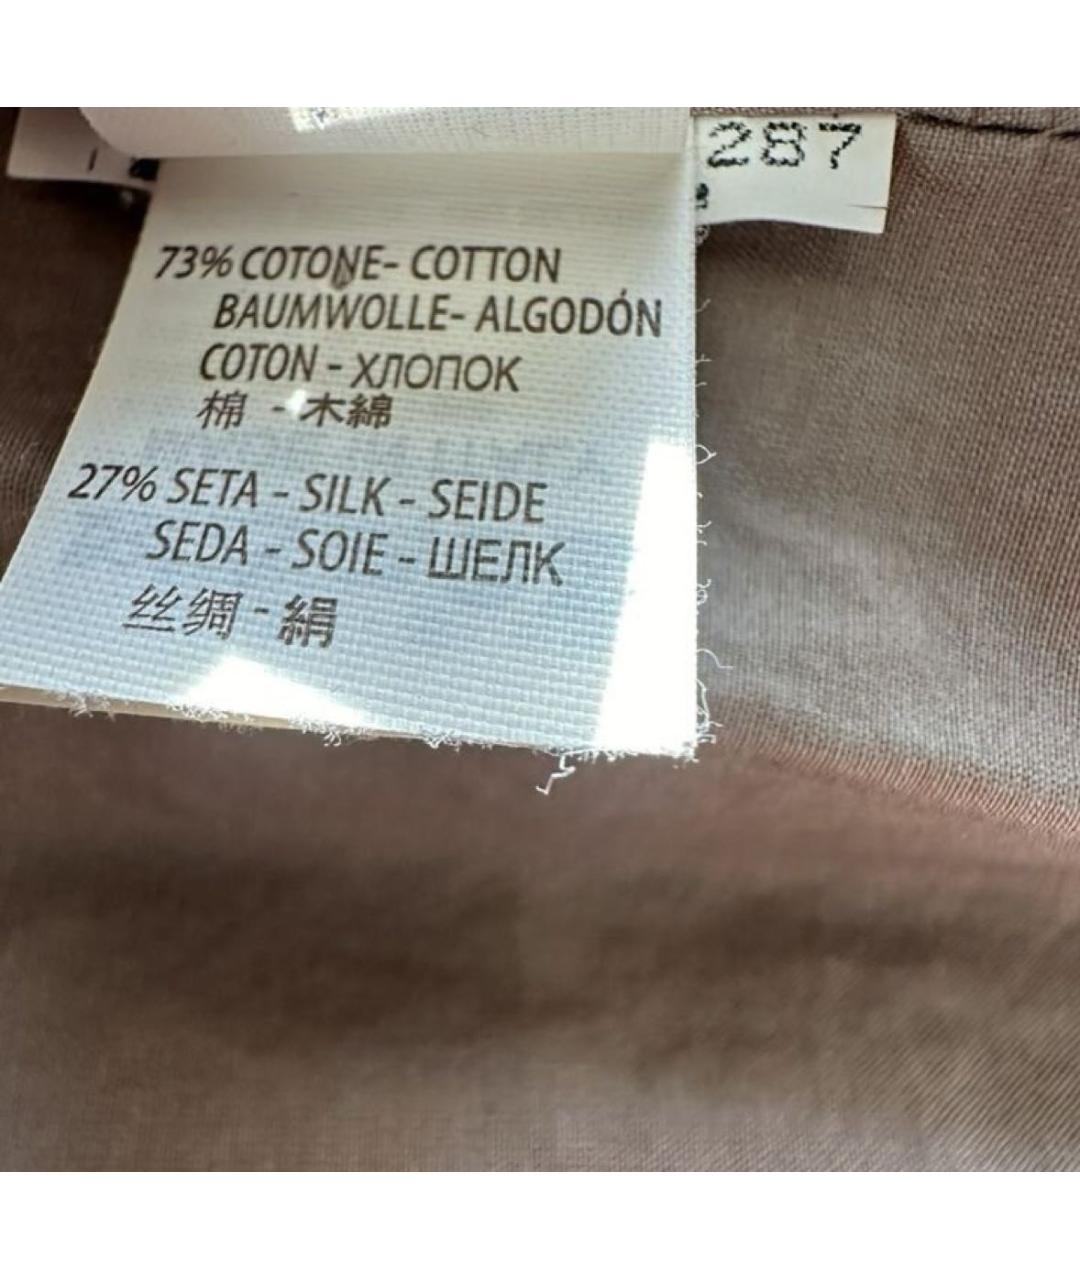 287
73% COTONE- COTTON
BAUMWOLLE- ALGODÓN
COTON - ХЛОПОК
棉 - 木綿
27% SETA - SILK - SEIDE
SEDA - SOIE - ШЕЛК
丝绸 - 絹